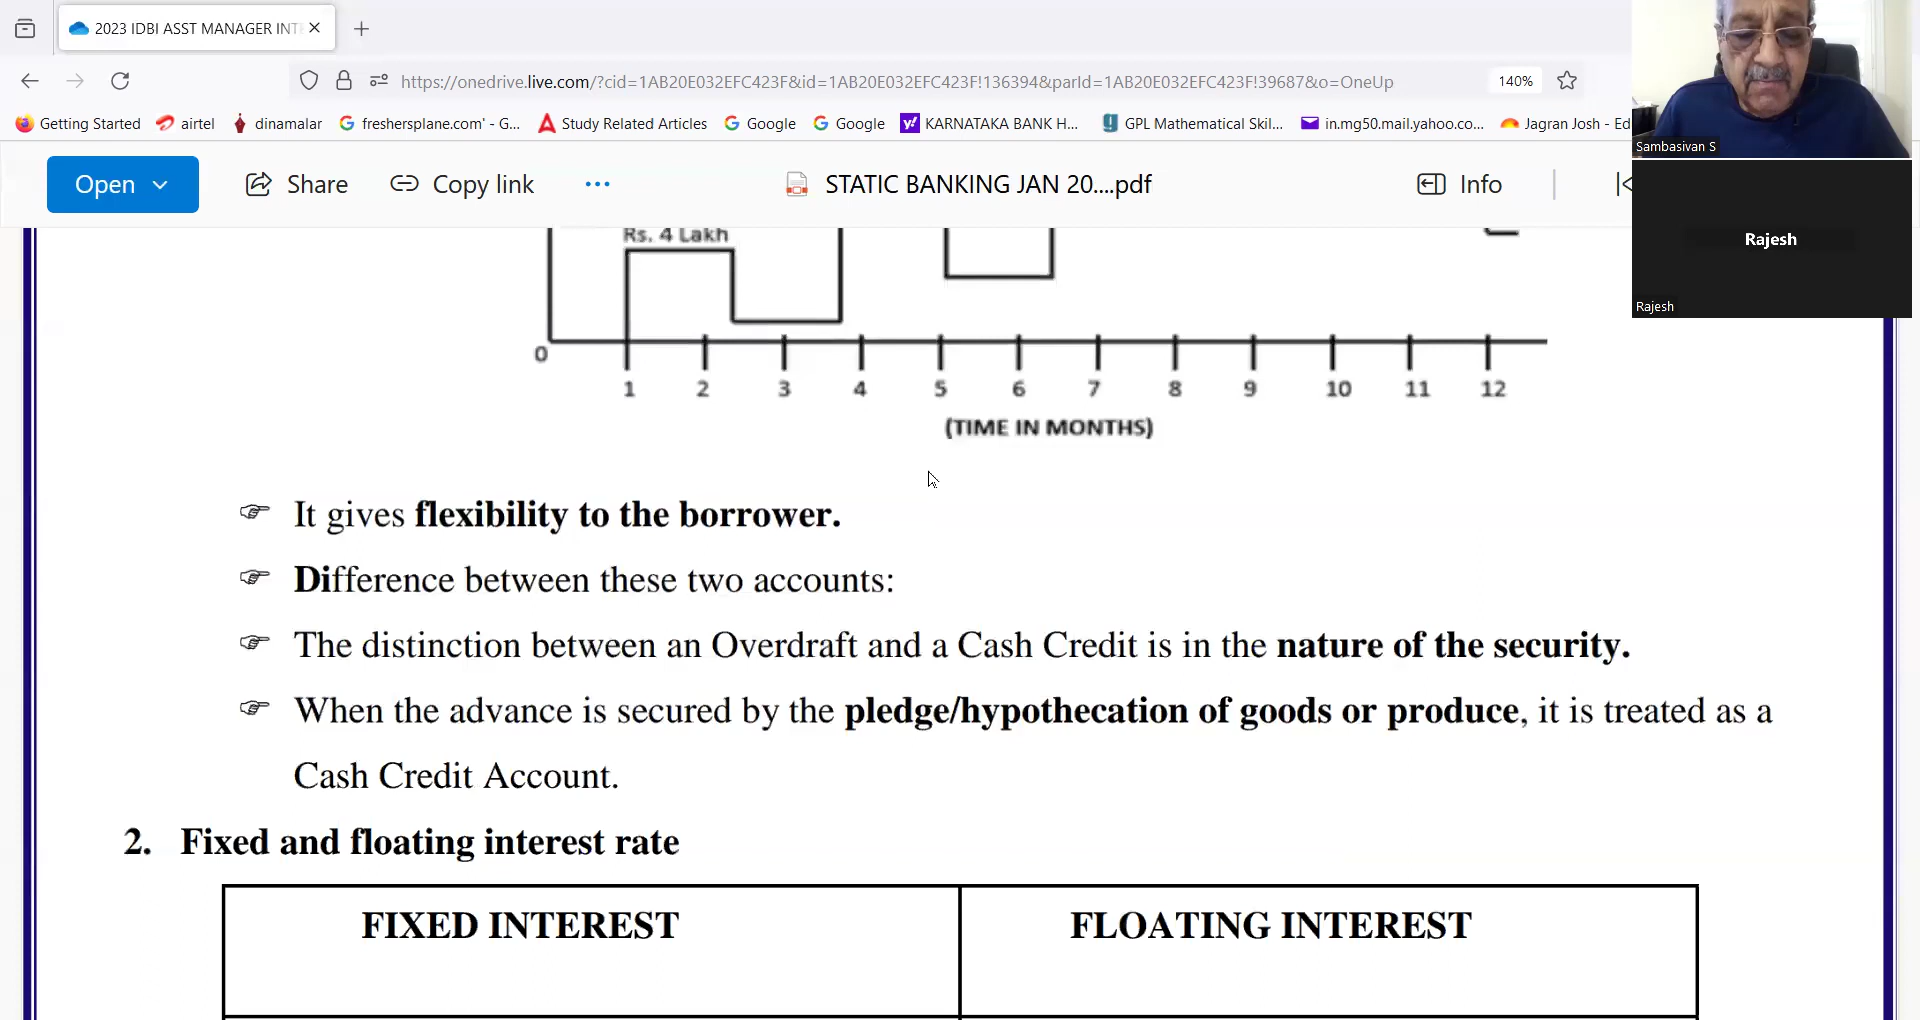 2023 IDBI ASST MANAGER INT
https://onedrive.live.com/?cid=1AB20E032EFC423F&id=1AB20E032EFC423F!136394&parId=1AB20E032EFC423F!39687&o=OneUp
140%
Getting Started
airtel
dinamalar
freshersplane.com' - G...
Study Related Articles
Google
Google
KARNATAKA BANK H...
GPL Mathematical Skil...
in.mg50.mail.yahoo.co...
Jagran Josh - Ed
Sambasivan S
Open
Share
Copy link
STATIC BANKING JAN 20....pdf
Info
Rajesh
Rajesh
Rs. 4 Lakh
0
1 2 3 4 5 6 7 8 9 10 11 12
(TIME IN MONTHS)
It gives flexibility to the borrower.
Difference between these two accounts:
The distinction between an Overdraft and a Cash Credit is in the nature of the security.
When the advance is secured by the pledge/hypothecation of goods or produce, it is treated as a
Cash Credit Account.
2. Fixed and floating interest rate
FIXED INTEREST
FLOATING INTEREST